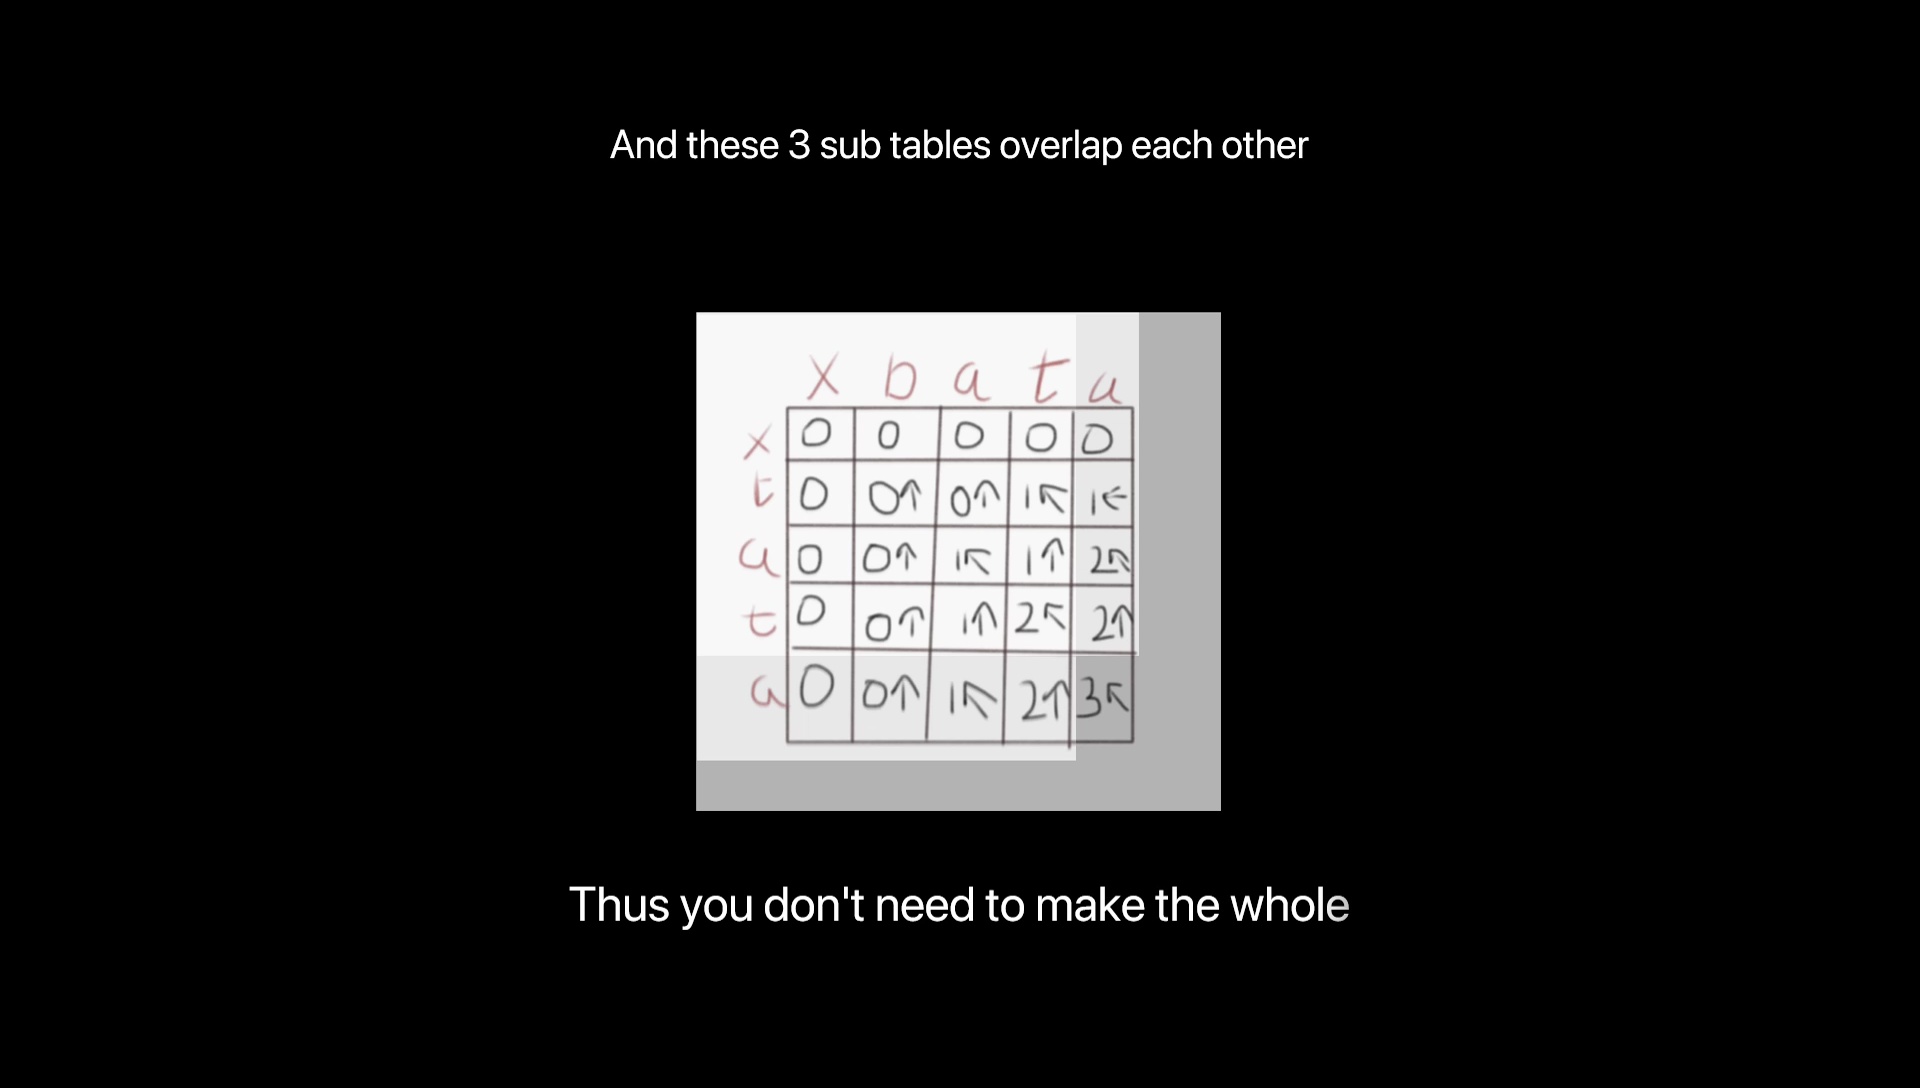 And these 3 sub tables overlap each other
x b a t a
x 0 0 0 0 0
t 0 0↑ 0↑ 1↖ 1←
a 0 0↑ 1↖ 1↑ 2↖
t 0 0↑ 1↑ 2↖ 2↑
a 0 0↑ 1↖ 2↑ 3↖
Thus you don't need to make the whole